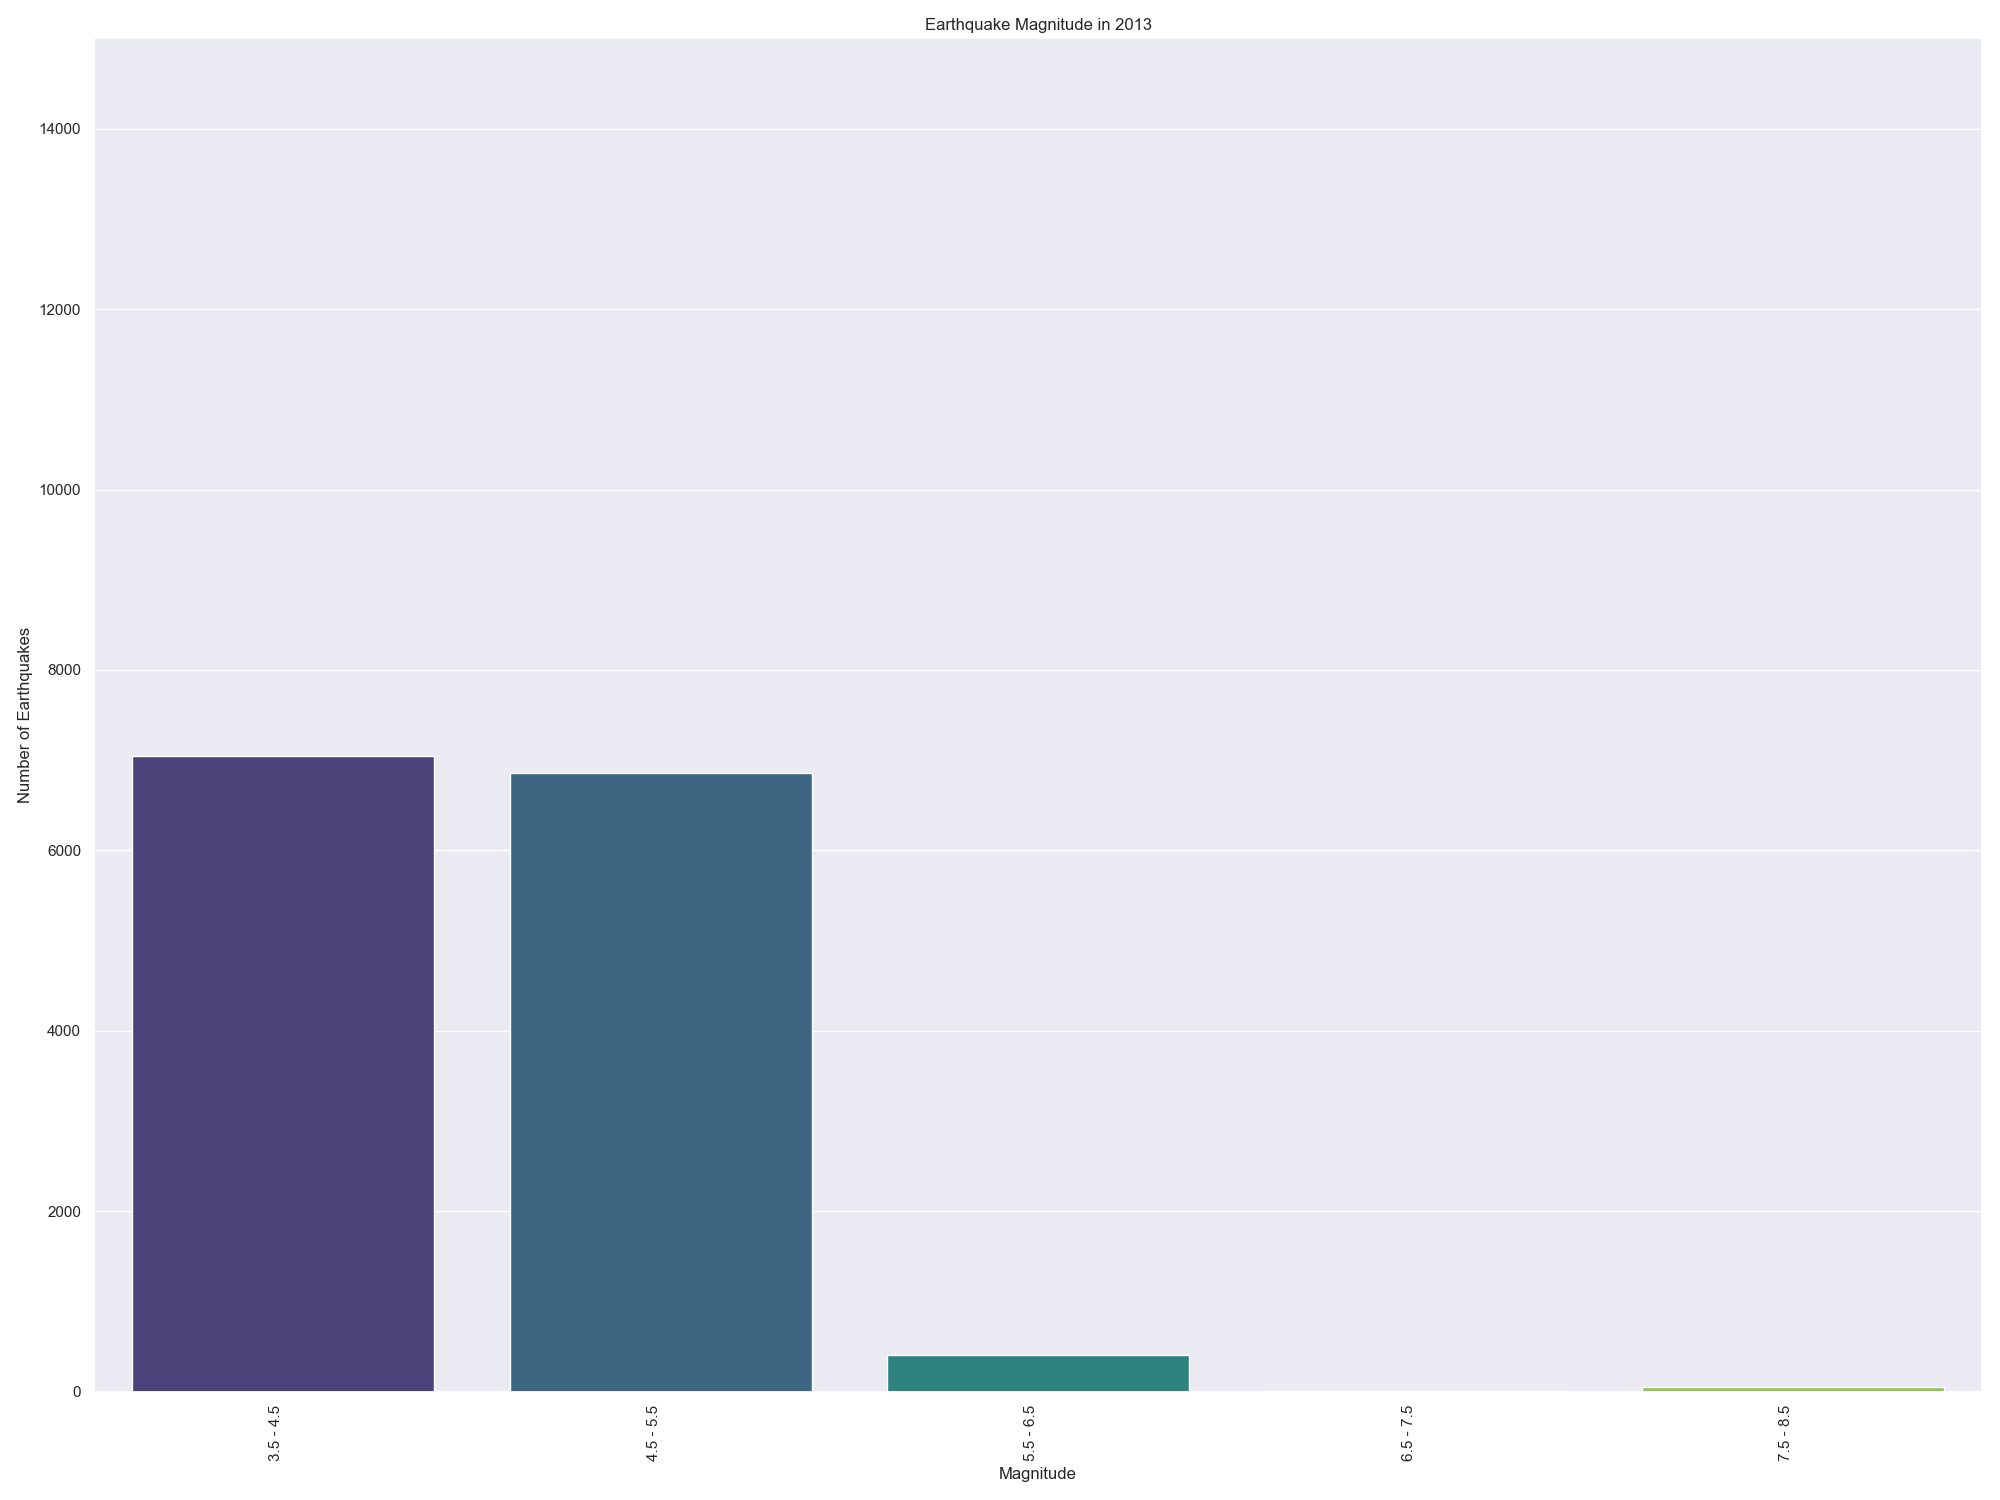 Earthquake Magnitude in 2013
14000
12000
10000
8000
6000
4000
2000
0
Number of Earthquakes
3.5 - 4.5
4.5 - 5.5
5.5 - 6.5
6.5 - 7.5
7.5 - 8.5
Magnitude